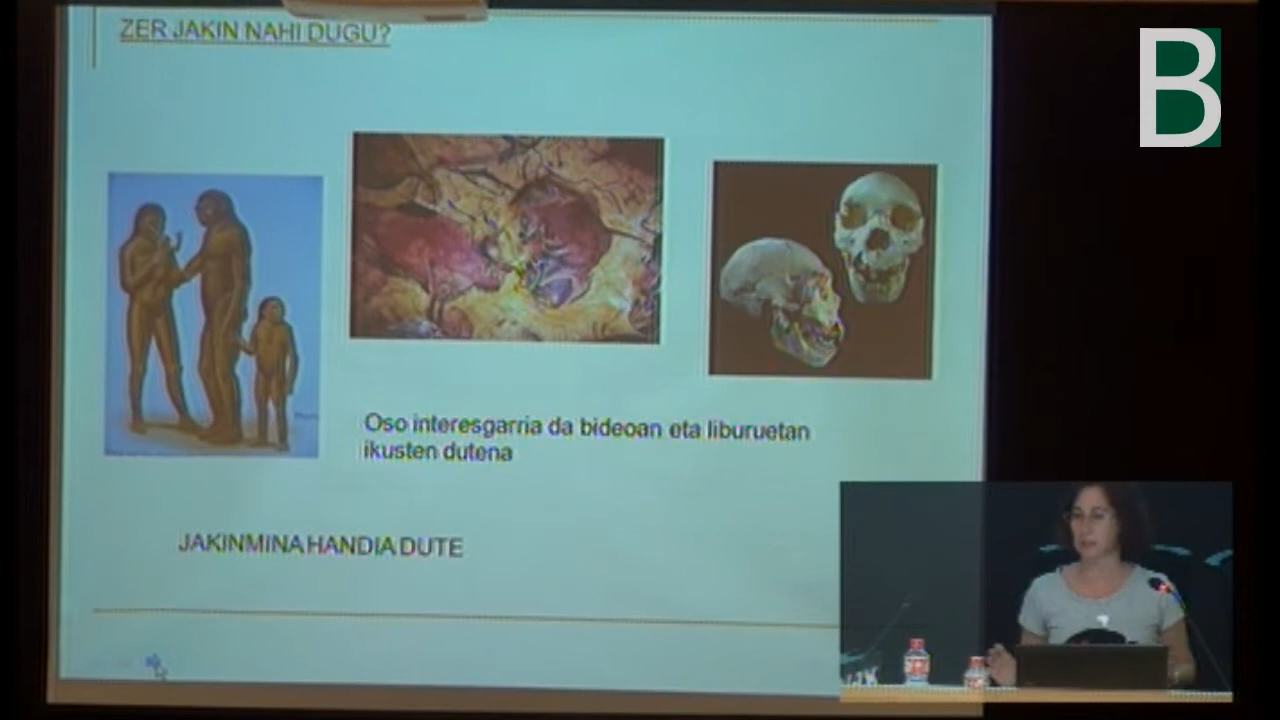 ZER JAKIN NAHI DUGU?
B
Oso interesgarria da bideoan eta liburuetan
ikusten dutena
JAKINMINA HANDIA DUTE